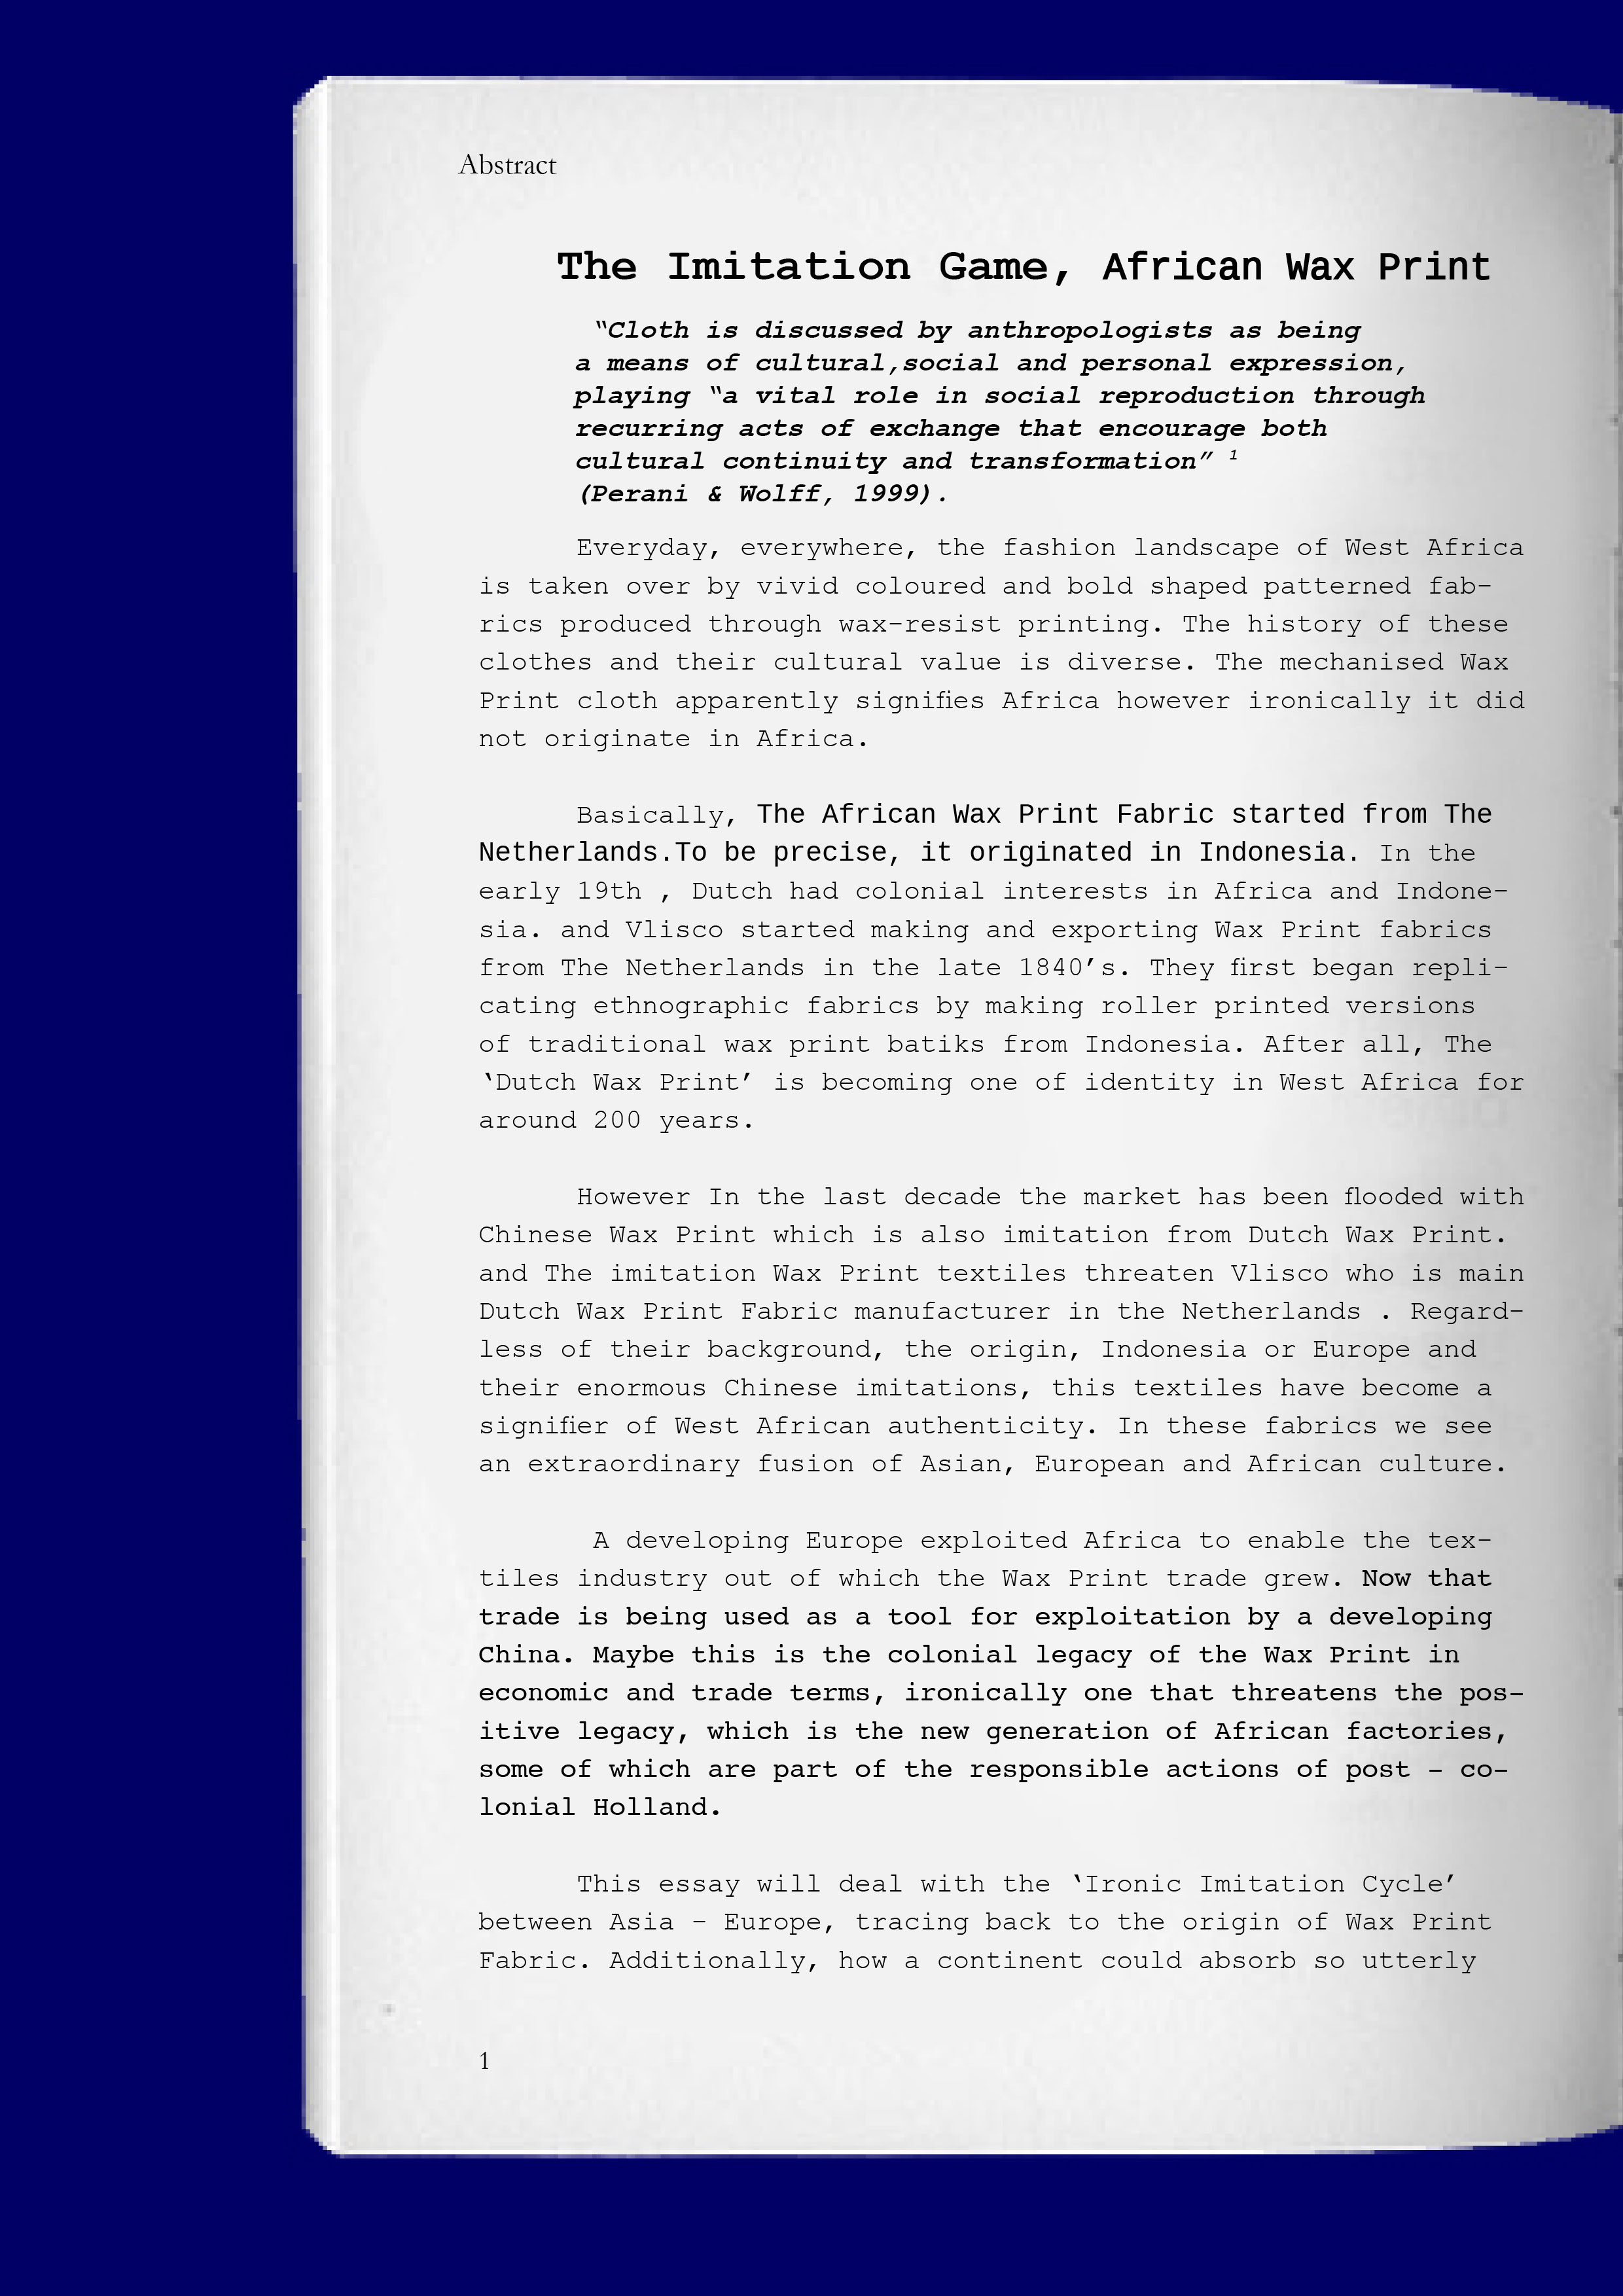 Abstract
The Imitation Game, African Wax Print
“Cloth is discussed by anthropologists as being
a means of cultural,social and personal expression,
playing “a vital role in social reproduction through
recurring acts of exchange that encourage both
cultural continuity and transformation” 1
(Perani & Wolff, 1999).
Everyday, everywhere, the fashion landscape of West Africa
is taken over by vivid coloured and bold shaped patterned fab-
rics produced through wax-resist printing. The history of these
clothes and their cultural value is diverse. The mechanised Wax
Print cloth apparently signifies Africa however ironically it did
not originate in Africa.
Basically, The African Wax Print Fabric started from The
Netherlands.To be precise, it originated in Indonesia. In the
early 19th , Dutch had colonial interests in Africa and Indone-
sia. and Vlisco started making and exporting Wax Print fabrics
from The Netherlands in the late 1840’s. They first began repli-
cating ethnographic fabrics by making roller printed versions
of traditional wax print batiks from Indonesia. After all, The
‘Dutch Wax Print’ is becoming one of identity in West Africa for
around 200 years.
However In the last decade the market has been flooded with
Chinese Wax Print which is also imitation from Dutch Wax Print.
and The imitation Wax Print textiles threaten Vlisco who is main
Dutch Wax Print Fabric manufacturer in the Netherlands . Regard-
less of their background, the origin, Indonesia or Europe and
their enormous Chinese imitations, this textiles have become a
signifier of West African authenticity. In these fabrics we see
an extraordinary fusion of Asian, European and African culture.
A developing Europe exploited Africa to enable the tex-
tiles industry out of which the Wax Print trade grew. Now that
trade is being used as a tool for exploitation by a developing
China. Maybe this is the colonial legacy of the Wax Print in
economic and trade terms, ironically one that threatens the pos-
itive legacy, which is the new generation of African factories,
some of which are part of the responsible actions of post - co-
lonial Holland.
This essay will deal with the ‘Ironic Imitation Cycle’
between Asia - Europe, tracing back to the origin of Wax Print
Fabric. Additionally, how a continent could absorb so utterly
1